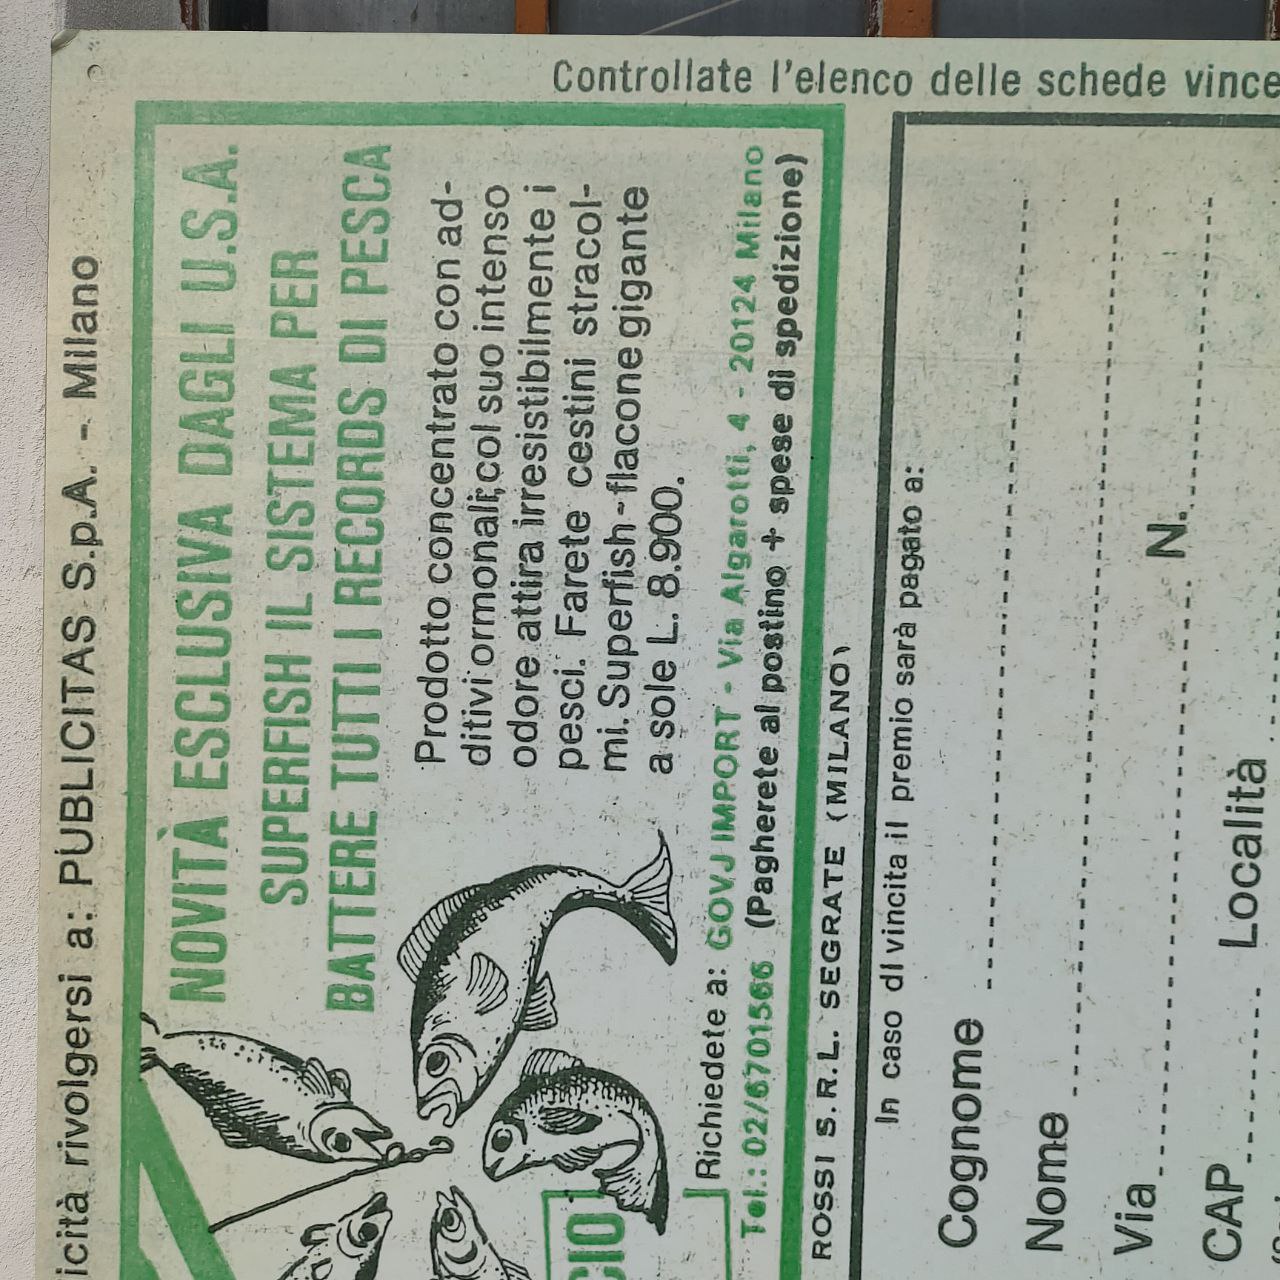 Controllate l'elenco delle schede vince
icità rivolgersi a: PUBLICITAS S.p.A. - Milano
NOVITÀ ESCLUSIVA DAGLI U.S.A.
SUPERFISH IL SISTEMA PER
BATTERE TUTTI I RECORDS DI PESCA
Prodotto concentrato con ad-
ditivi ormonali; col suo intenso
odore attira irresistibilmente i
pesci. Farete cestini stracol-
mi. Superfish - flacone gigante
a sole L. 8.900.
CIO
Richiedete a: GOVJ IMPORT - Via Algarotti, 4 - 20124 Milano
Tel.: 02/6701566 (Pagherete al postino + spese di spedizione)
ROSSI S.R.L. SEGRATE (MILANO)
In caso di vincita il premio sarà pagato a:
Cognome
Nome
Via N.
CAP Località